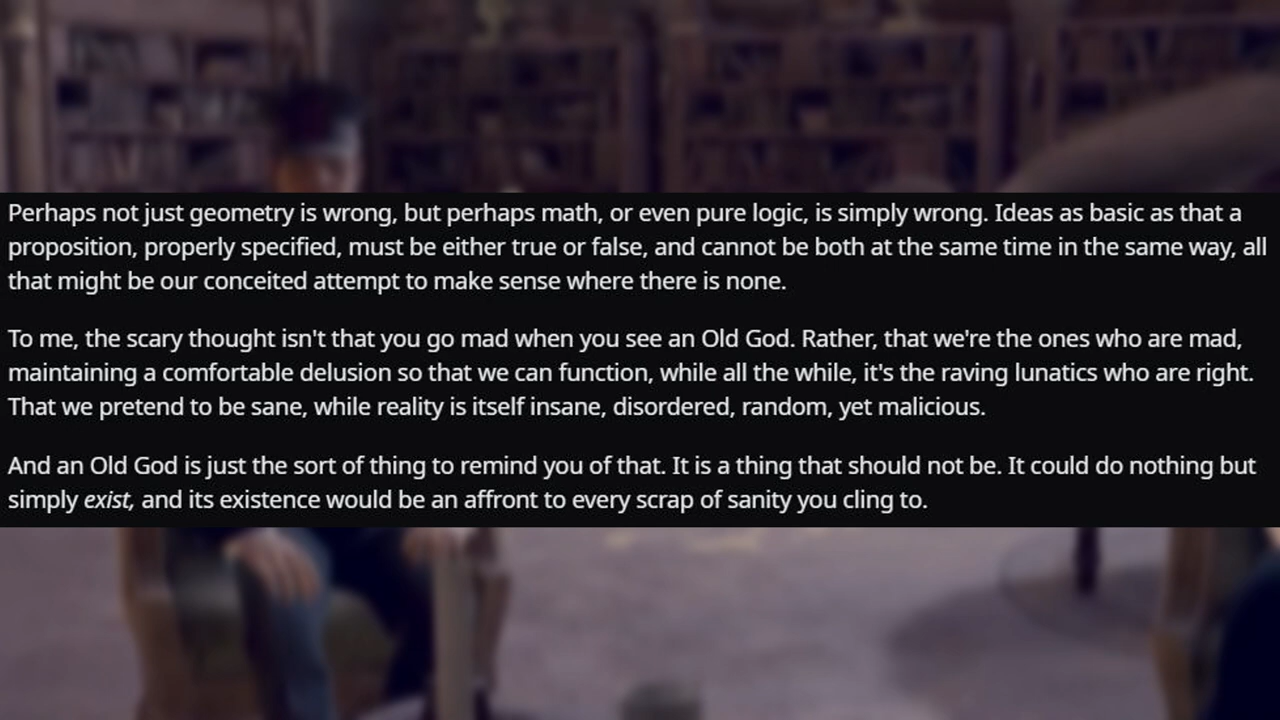 Perhaps not just geometry is wrong, but perhaps math, or even pure logic, is simply wrong. Ideas as basic as that a
proposition, properly specified, must be either true or false, and cannot be both at the same time in the same way, all
that might be our conceited attempt to make sense where there is none.
To me, the scary thought isn't that you go mad when you see an Old God. Rather, that we're the ones who are mad,
maintaining a comfortable delusion so that we can function, while all the while, it's the raving lunatics who are right.
That we pretend to be sane, while reality is itself insane, disordered, random, yet malicious.
And an Old God is just the sort of thing to remind you of that. It is a thing that should not be. It could do nothing but
simply exist, and its existence would be an affront to every scrap of sanity you cling to.